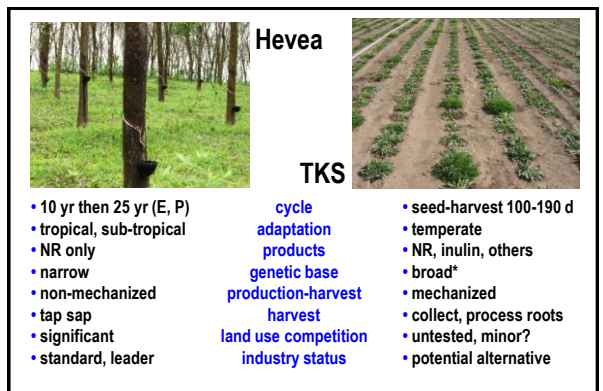 Hevea
TKS
• 10 yr then 25 yr (E, P) cycle • seed-harvest 100-190 d
• tropical, sub-tropical adaptation • temperate
• NR only products • NR, inulin, others
• narrow genetic base • broad*
• non-mechanized production-harvest • mechanized
• tap sap harvest • collect, process roots
• significant land use competition • untested, minor?
• standard, leader industry status • potential alternative